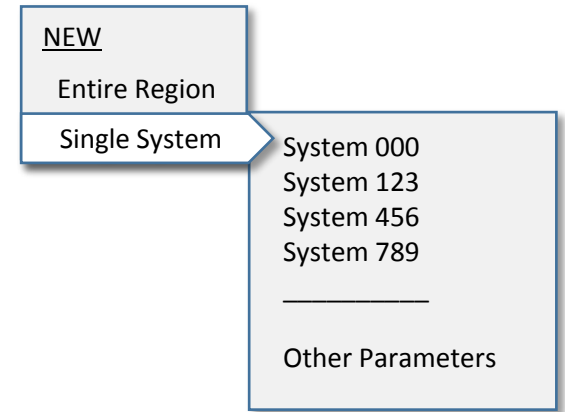 NEW
Entire Region
Single System
System 000
System 123
System 456
System 789
__________
Other Parameters